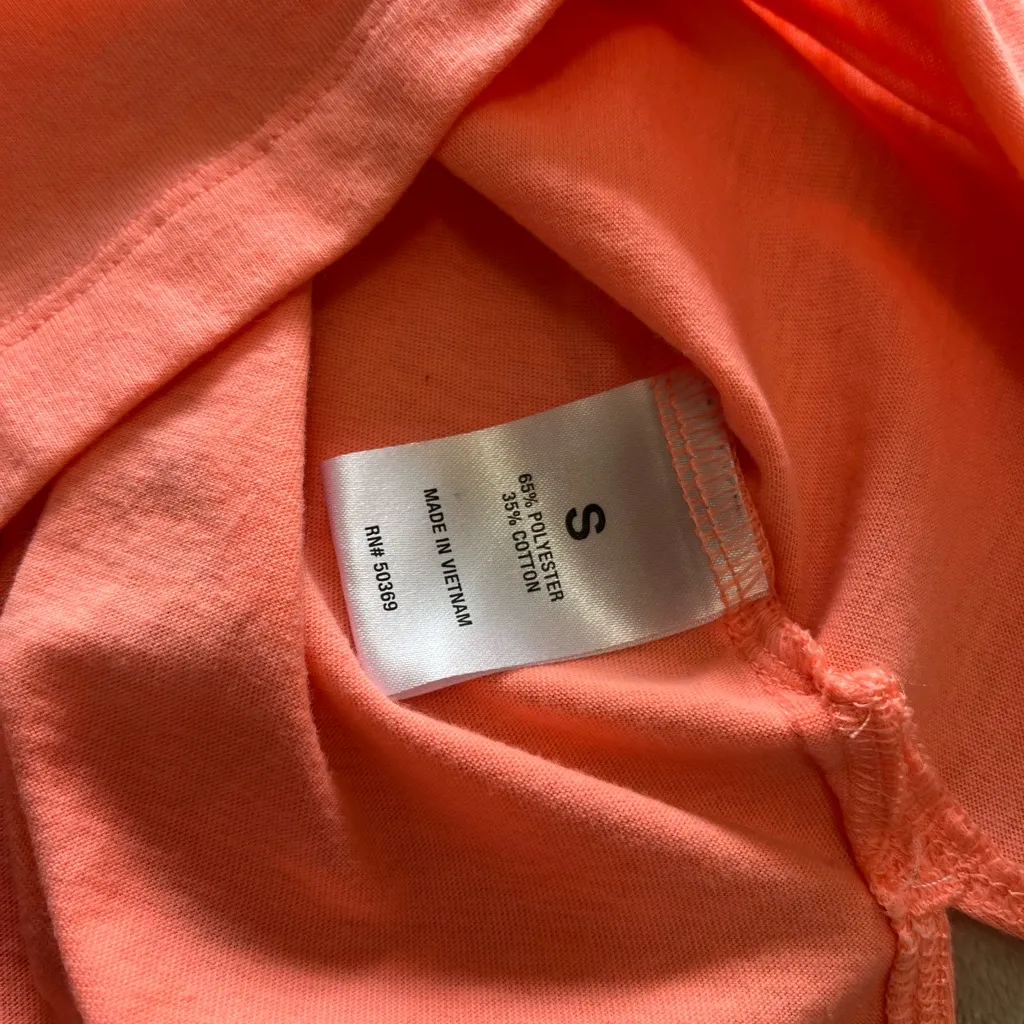 S
65% POLYESTER
35% COTTON
MADE IN VIETNAM
RN# 50369